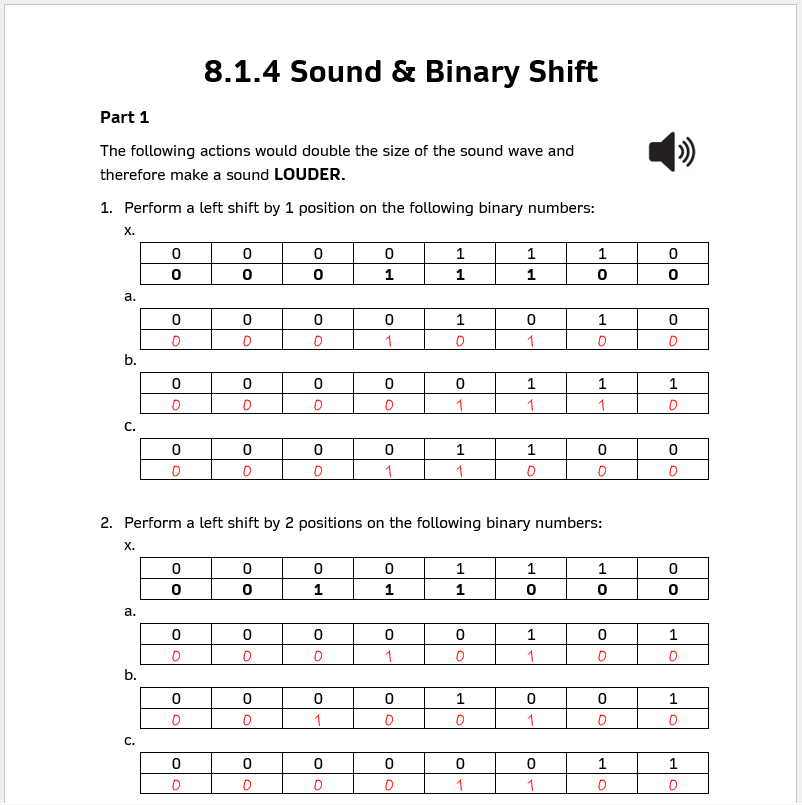 8.1.4 Sound & Binary Shift
Part 1
The following actions would double the size of the sound wave and
therefore make a sound LOUDER.
1. Perform a left shift by 1 position on the following binary numbers:
x.
0 0 0 0 1 1 1 0
0 0 0 1 1 1 0 0
a.
0 0 0 0 1 0 1 0
0 0 0 1 0 1 0 0
b.
0 0 0 0 0 1 1 1
0 0 0 0 1 1 1 0
c.
0 0 0 0 1 1 0 0
0 0 0 1 1 0 0 0
2. Perform a left shift by 2 positions on the following binary numbers:
x.
0 0 0 0 1 1 1 0
0 0 1 1 1 0 0 0
a.
0 0 0 0 0 1 0 1
0 0 0 1 0 1 0 0
b.
0 0 0 0 1 0 0 1
0 0 1 0 0 1 0 0
c.
0 0 0 0 0 0 1 1
0 0 0 0 1 1 0 0